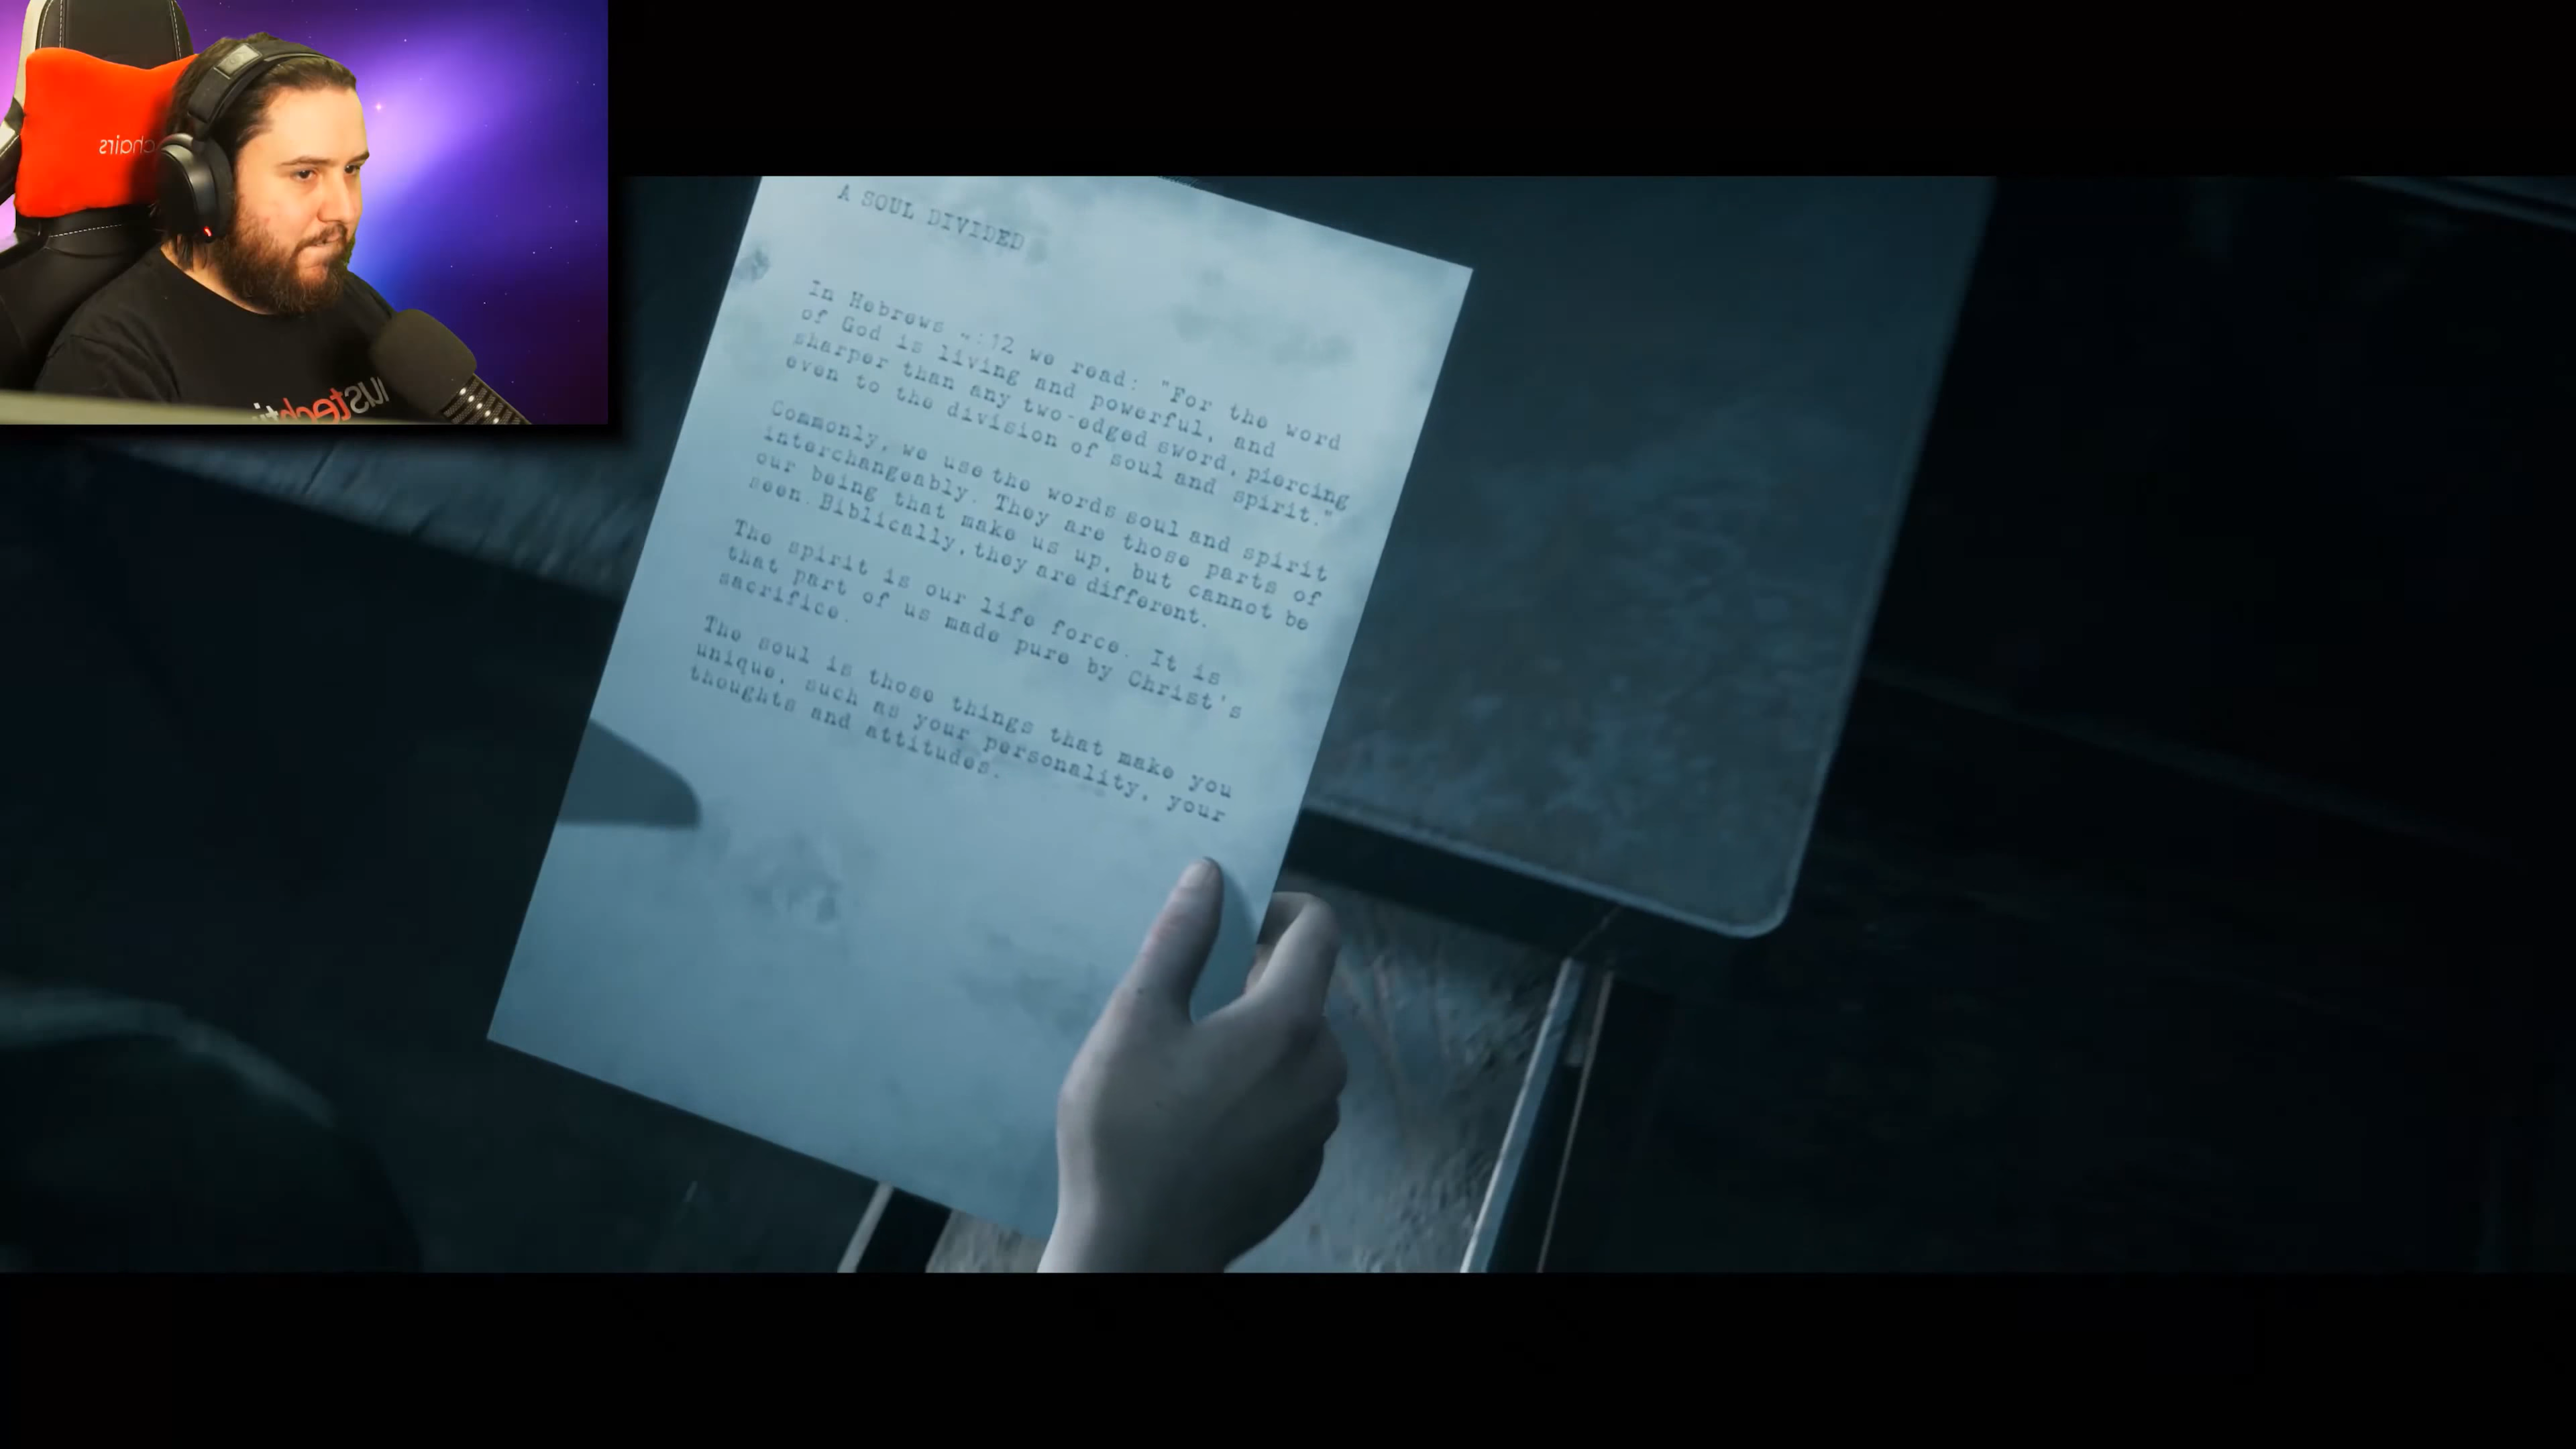 chairs
ustech
A SOUL DIVIDED
In Hebrews 4:12 we read: "For the word
of God is living and powerful, and
sharper than any two-edged sword, piercing
even to the division of soul and spirit."
Commonly, we use the words soul and spirit
interchangeably. They are those parts of
our being that make us up, but cannot be
seen. Biblically, they are different.
The spirit is our life force. It is
that part of us made pure by Christ's
sacrifice.
The soul is those things that make you
unique, such as your personality, your
thoughts and attitudes.